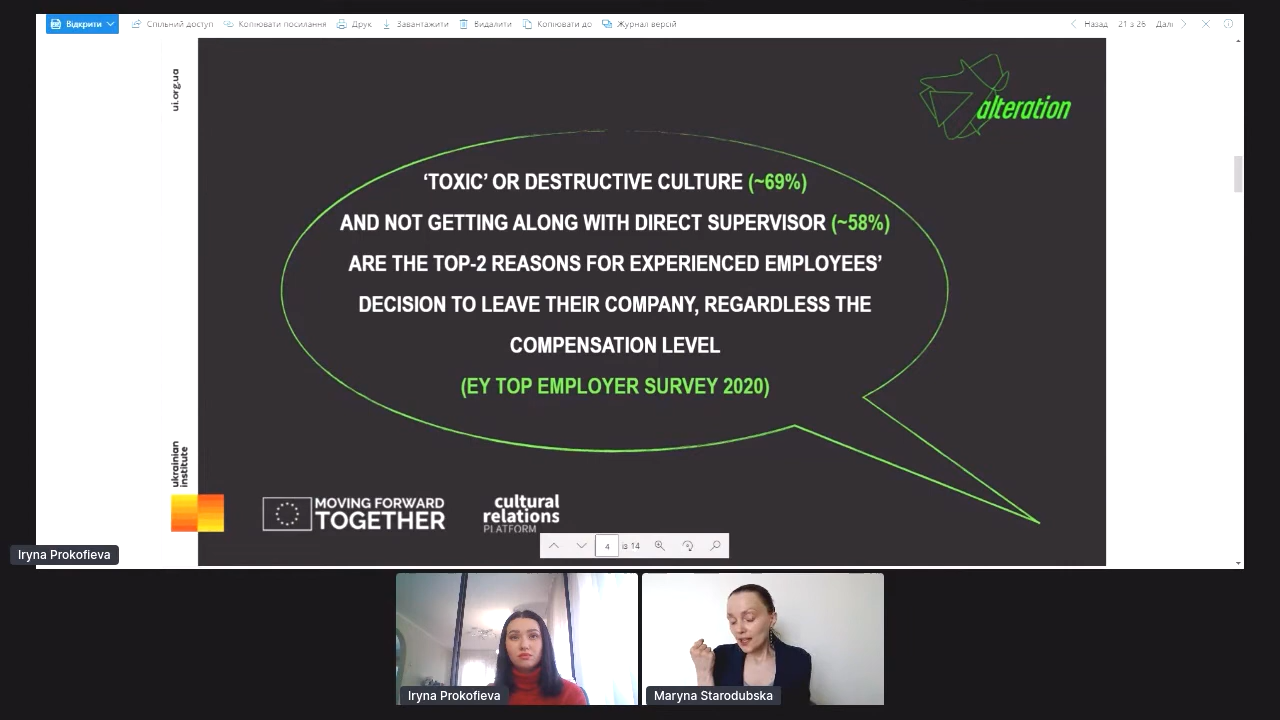 Відкрити
Спільний доступ
Копіювати посилання
Друк
Завантажити
Видалити
Копіювати до
Журнал версій
Назад
21 з 26
Далі
ui.org.ua
alteration
‘TOXIC’ OR DESTRUCTIVE CULTURE (~69%)
AND NOT GETTING ALONG WITH DIRECT SUPERVISOR (~58%)
ARE THE TOP-2 REASONS FOR EXPERIENCED EMPLOYEES’
DECISION TO LEAVE THEIR COMPANY, REGARDLESS THE
COMPENSATION LEVEL
(EY TOP EMPLOYER SURVEY 2020)
ukrainian
institute
MOVING FORWARD
TOGETHER
cultural
relations
PLATFORM
4
із 14
Iryna Prokofieva
Iryna Prokofieva
Maryna Starodubska